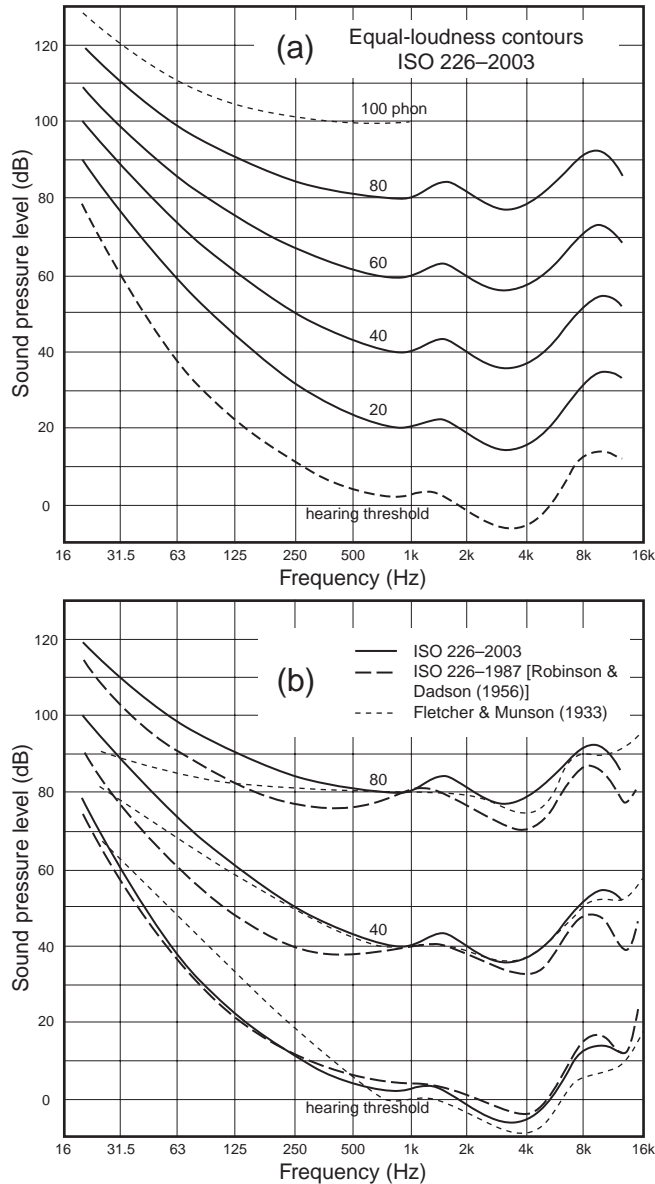 (a)
Equal-loudness contours
ISO 226–2003
120
100
80
60
40
20
0
Sound pressure level (dB)
100 phon
80
60
40
20
hearing threshold
16 31.5 63 125 250 500 1k 2k 4k 8k 16k
Frequency (Hz)
(b)
ISO 226–2003
ISO 226–1987 [Robinson &
Dadson (1956)]
Fletcher & Munson (1933)
120
100
80
60
40
20
0
Sound pressure level (dB)
80
40
hearing threshold
16 31.5 63 125 250 500 1k 2k 4k 8k 16k
Frequency (Hz)